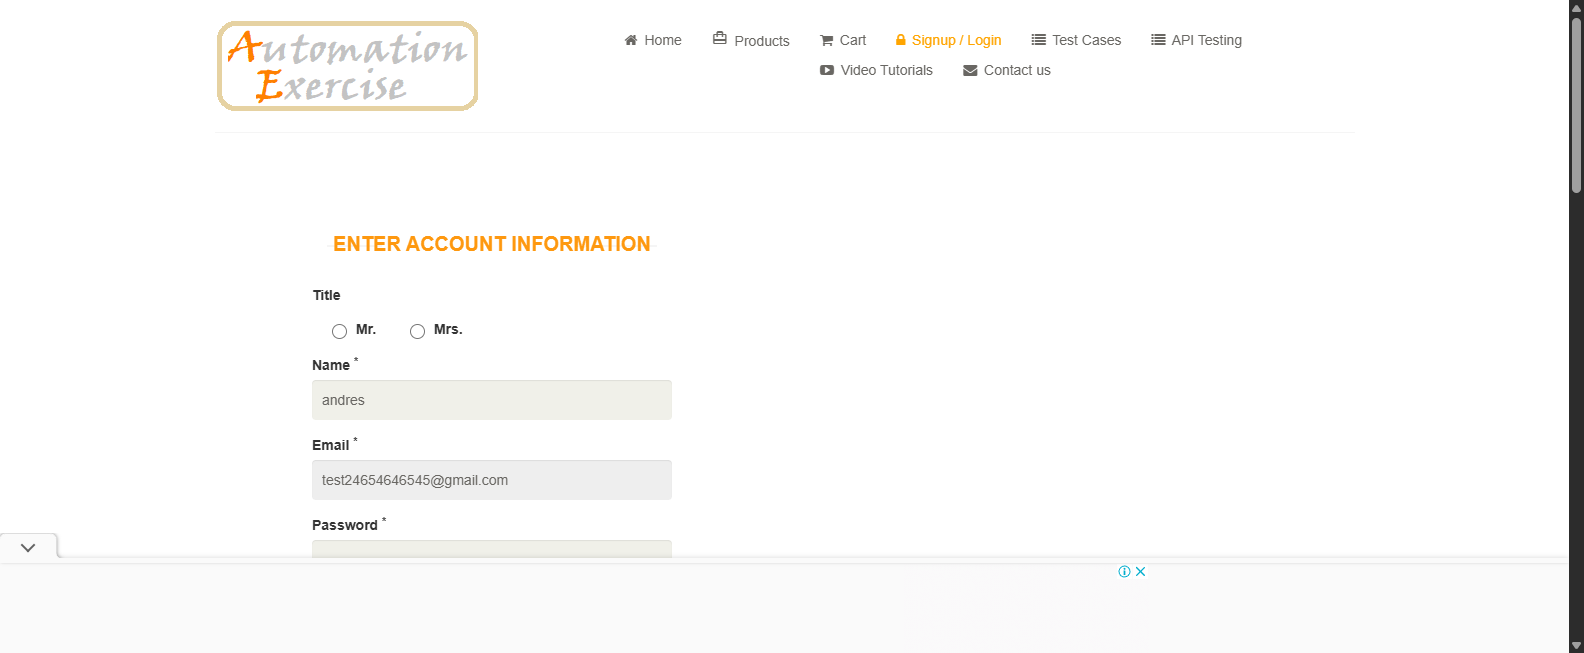 Automation
Exercise
Home Products Cart Signup / Login Test Cases API Testing
Video Tutorials Contact us
ENTER ACCOUNT INFORMATION
Title
Mr. Mrs.
Name *
andres
Email *
test24654646545@gmail.com
Password *